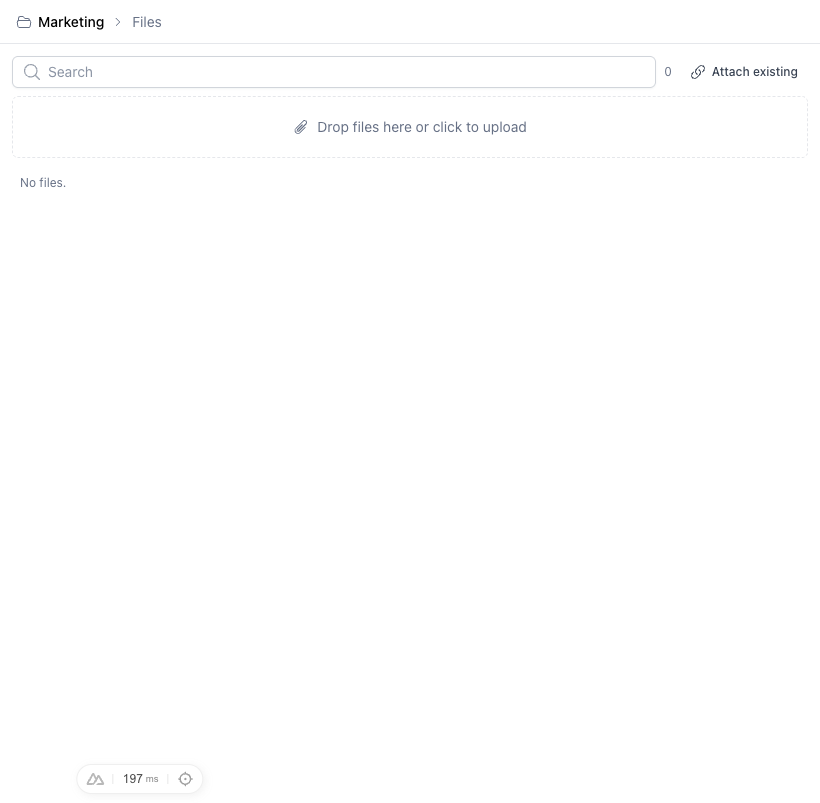 Marketing > Files
Search
0
Attach existing
Drop files here or click to upload
No files.
197 ms